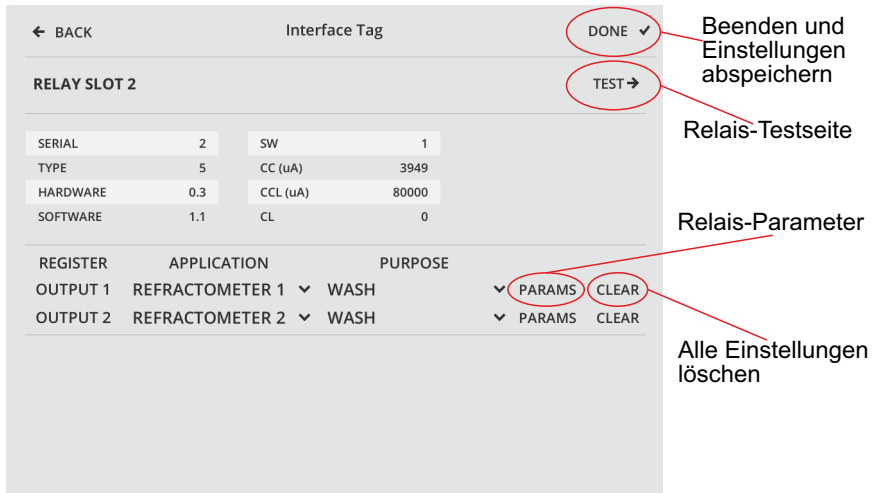 ← BACK Interface Tag DONE ✔
Beenden und
Einstellungen
abspeichern
RELAY SLOT 2 TEST →
Relais-Testseite
SERIAL 2 SW 1
TYPE 5 CC (uA) 3949
HARDWARE 0.3 CCL (uA) 80000
SOFTWARE 1.1 CL 0
Relais-Parameter
REGISTER APPLICATION PURPOSE
OUTPUT 1 REFRACTOMETER 1 WASH PARAMS CLEAR
OUTPUT 2 REFRACTOMETER 2 WASH PARAMS CLEAR
Alle Einstellungen
löschen